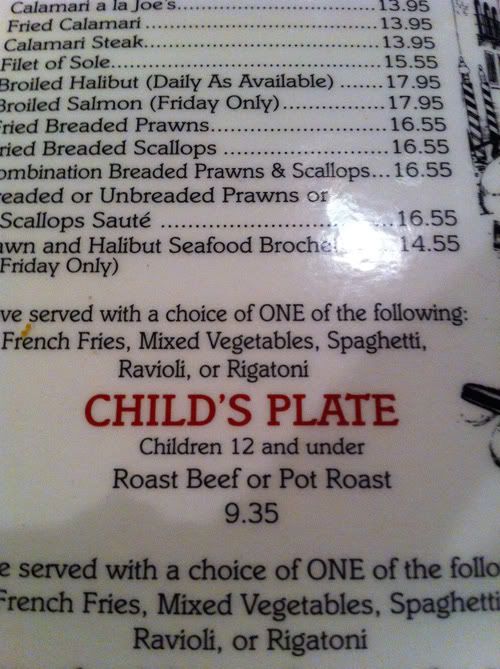 Calamari a la Joe's...............................13.95
Fried Calamari......................................13.95
Calamari Steak.....................................13.95
Filet of Sole..........................................15.55
Broiled Halibut (Daily As Available) .......17.95
Broiled Salmon (Friday Only)................17.95
Fried Breaded Prawns...........................16.55
ried Breaded Scallops .........................16.55
ombination Breaded Prawns & Scallops...16.55
readed or Unbreaded Prawns or
Scallops Sauté ..................................16.55
awn and Halibut Seafood Broche 14.55
(Friday Only)
ve served with a choice of ONE of the following:
French Fries, Mixed Vegetables, Spaghetti,
Ravioli, or Rigatoni
CHILD'S PLATE
Children 12 and under
Roast Beef or Pot Roast
9.35
e served with a choice of ONE of the follo
French Fries, Mixed Vegetables, Spaghetti
Ravioli, or Rigatoni